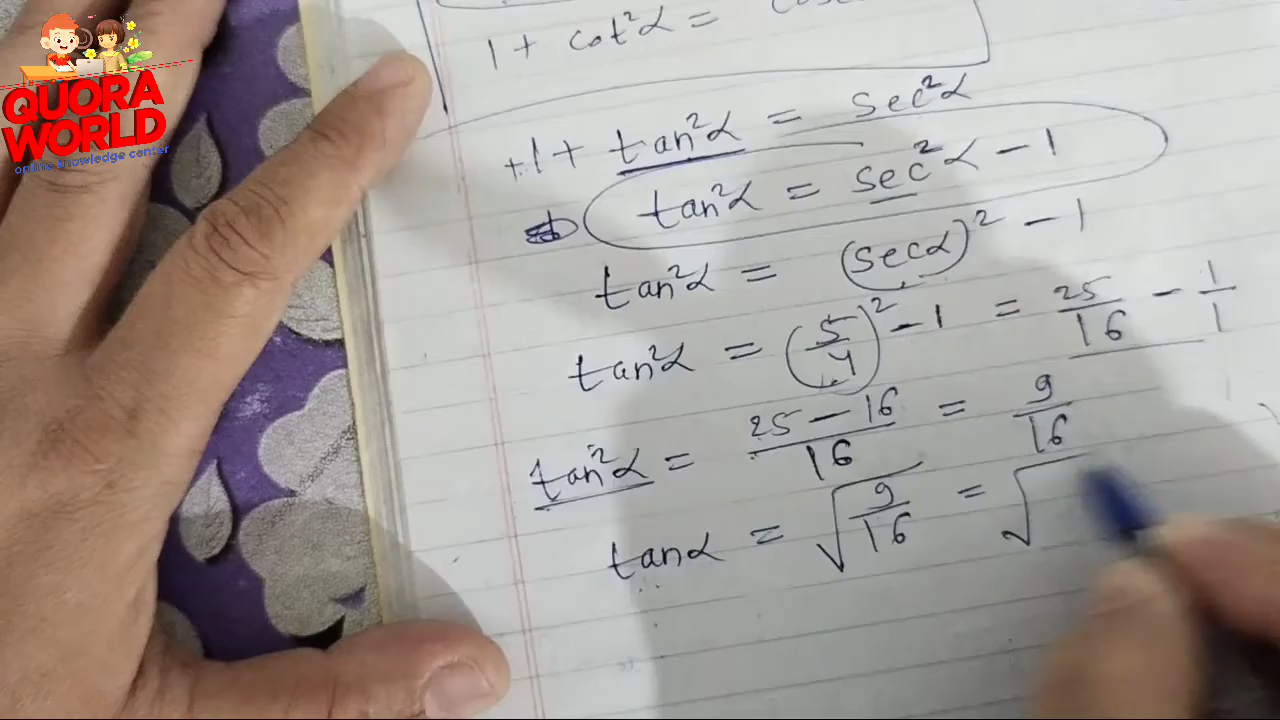 QUORA
WORLD
online knowledge center
1 + cot²α =
+1 + tan²α = sec²α
tan²α = sec²α - 1
tan²α = (secα)² - 1
tan²α = (5/4)² - 1 = 25/16 - 1/1
tan²α = 25 - 16/16 = 9/16
tanα = √9/16 = √